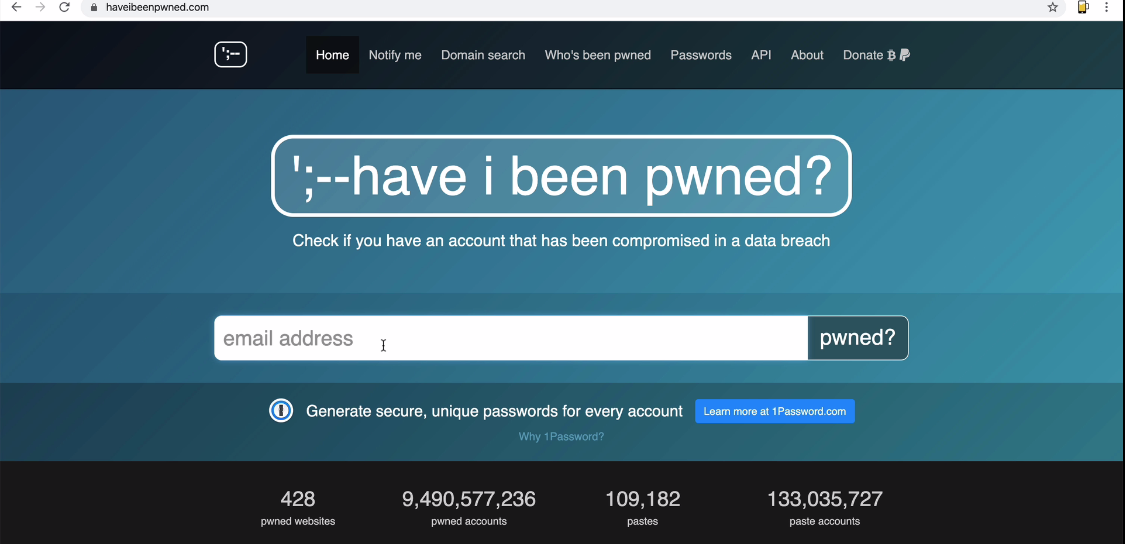 haveibeenpwned.com
';--
Home Notify me Domain search Who's been pwned Passwords API About Donate
';--have i been pwned?
Check if you have an account that has been compromised in a data breach
email address pwned?
Generate secure, unique passwords for every account Learn more at 1Password.com
Why 1Password?
428 9,490,577,236 109,182 133,035,727
pwned websites pwned accounts pastes paste accounts